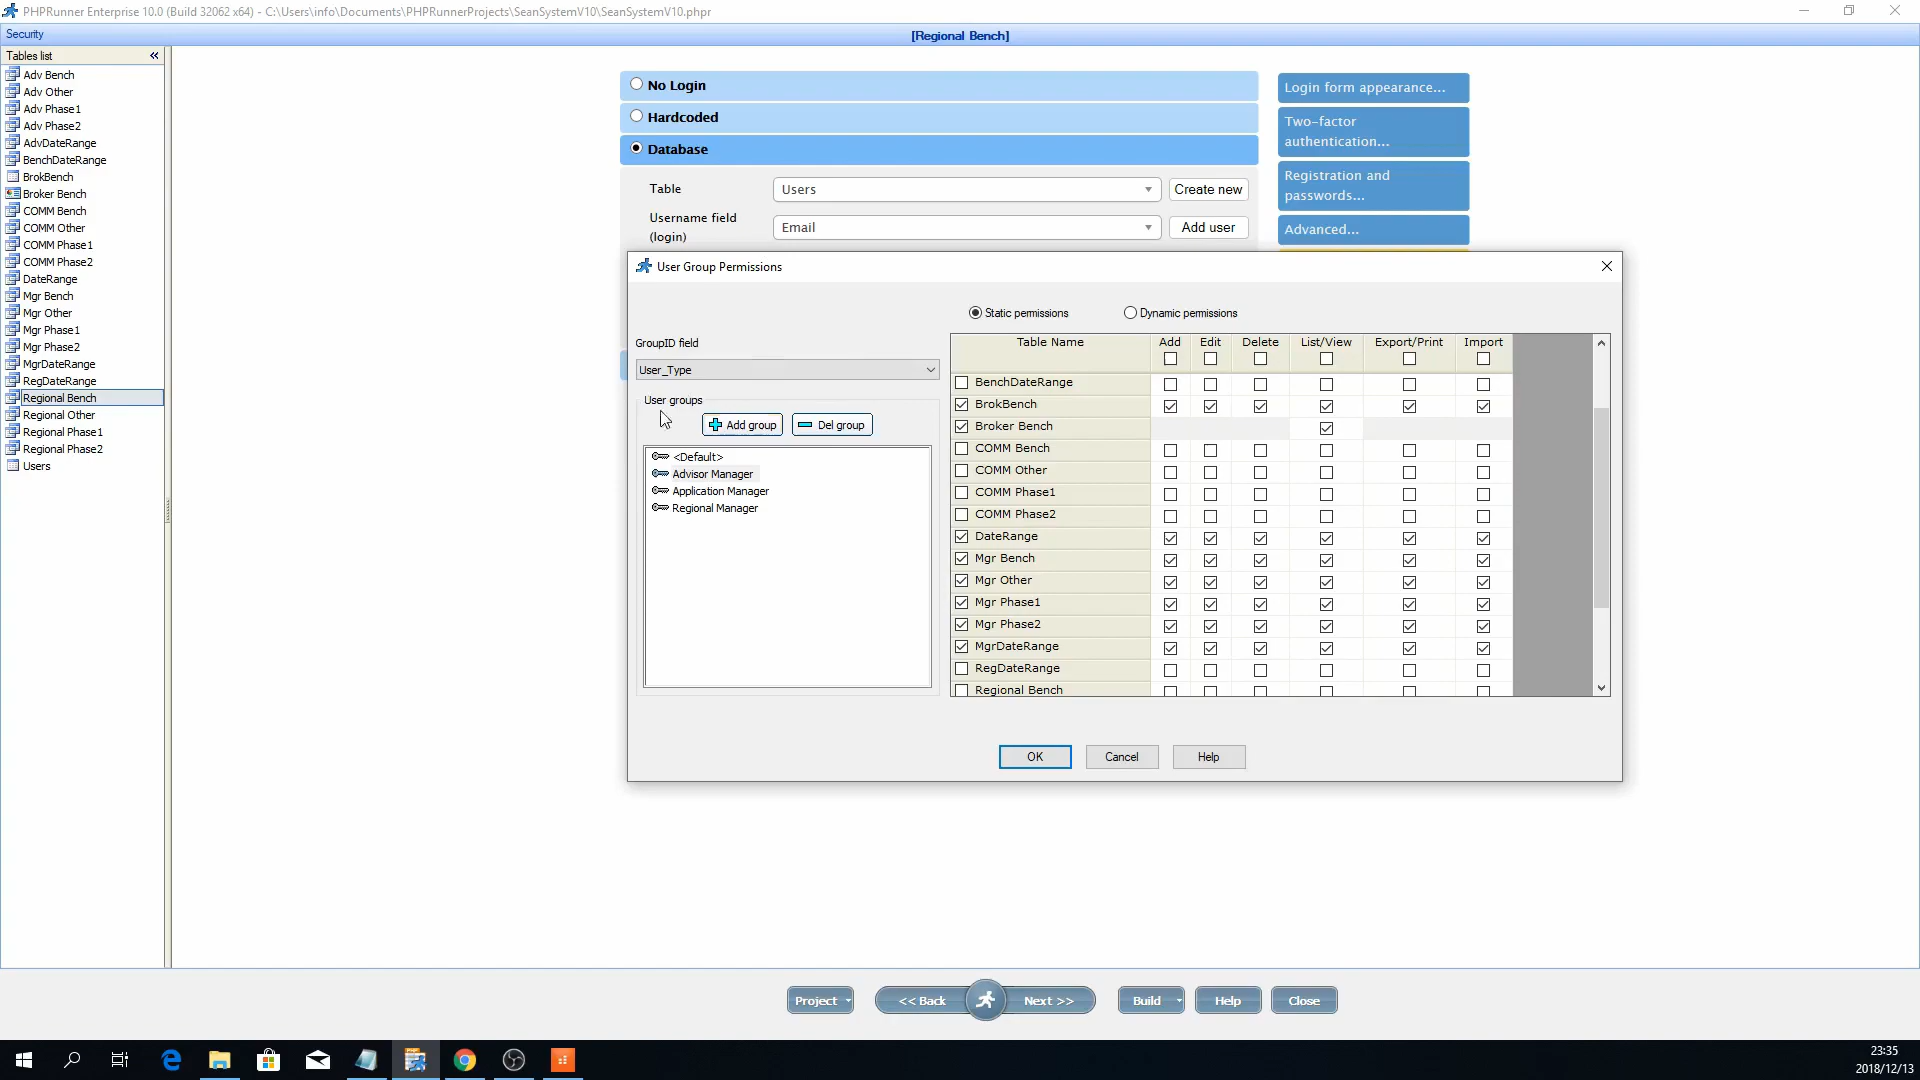 PHPRunner Enterprise 10.0 (Build 32062 x64) - C:\Users\info\Documents\PHPRunnerProjects\SeanSystemV10\SeanSystemV10.phpr
Security
[Regional Bench]
Tables list
Adv Bench
Adv Other
Adv Phase1
Adv Phase2
AdvDateRange
BenchDateRange
BrokBench
Broker Bench
COMM Bench
COMM Other
COMM Phase1
COMM Phase2
DateRange
Mgr Bench
Mgr Other
Mgr Phase1
Mgr Phase2
MgrDateRange
RegDateRange
Regional Bench
Regional Other
Regional Phase1
Regional Phase2
Users
No Login
Hardcoded
Database
Table
Users
Create new
Username field
(login)
Email
Add user
Login form appearance...
Two-factor
authentication...
Registration and
passwords...
Advanced...
User Group Permissions
Static permissions
Dynamic permissions
GroupID field
User_Type
User groups
Add group
Del group
<Default>
Advisor Manager
Application Manager
Regional Manager
Table Name Add Edit Delete List/View Export/Print Import
BenchDateRange
BrokBench
Broker Bench
COMM Bench
COMM Other
COMM Phase1
COMM Phase2
DateRange
Mgr Bench
Mgr Other
Mgr Phase1
Mgr Phase2
MgrDateRange
RegDateRange
Regional Bench
OK
Cancel
Help
Project
<< Back
Next >>
Build
Help
Close
23:35
2018/12/13